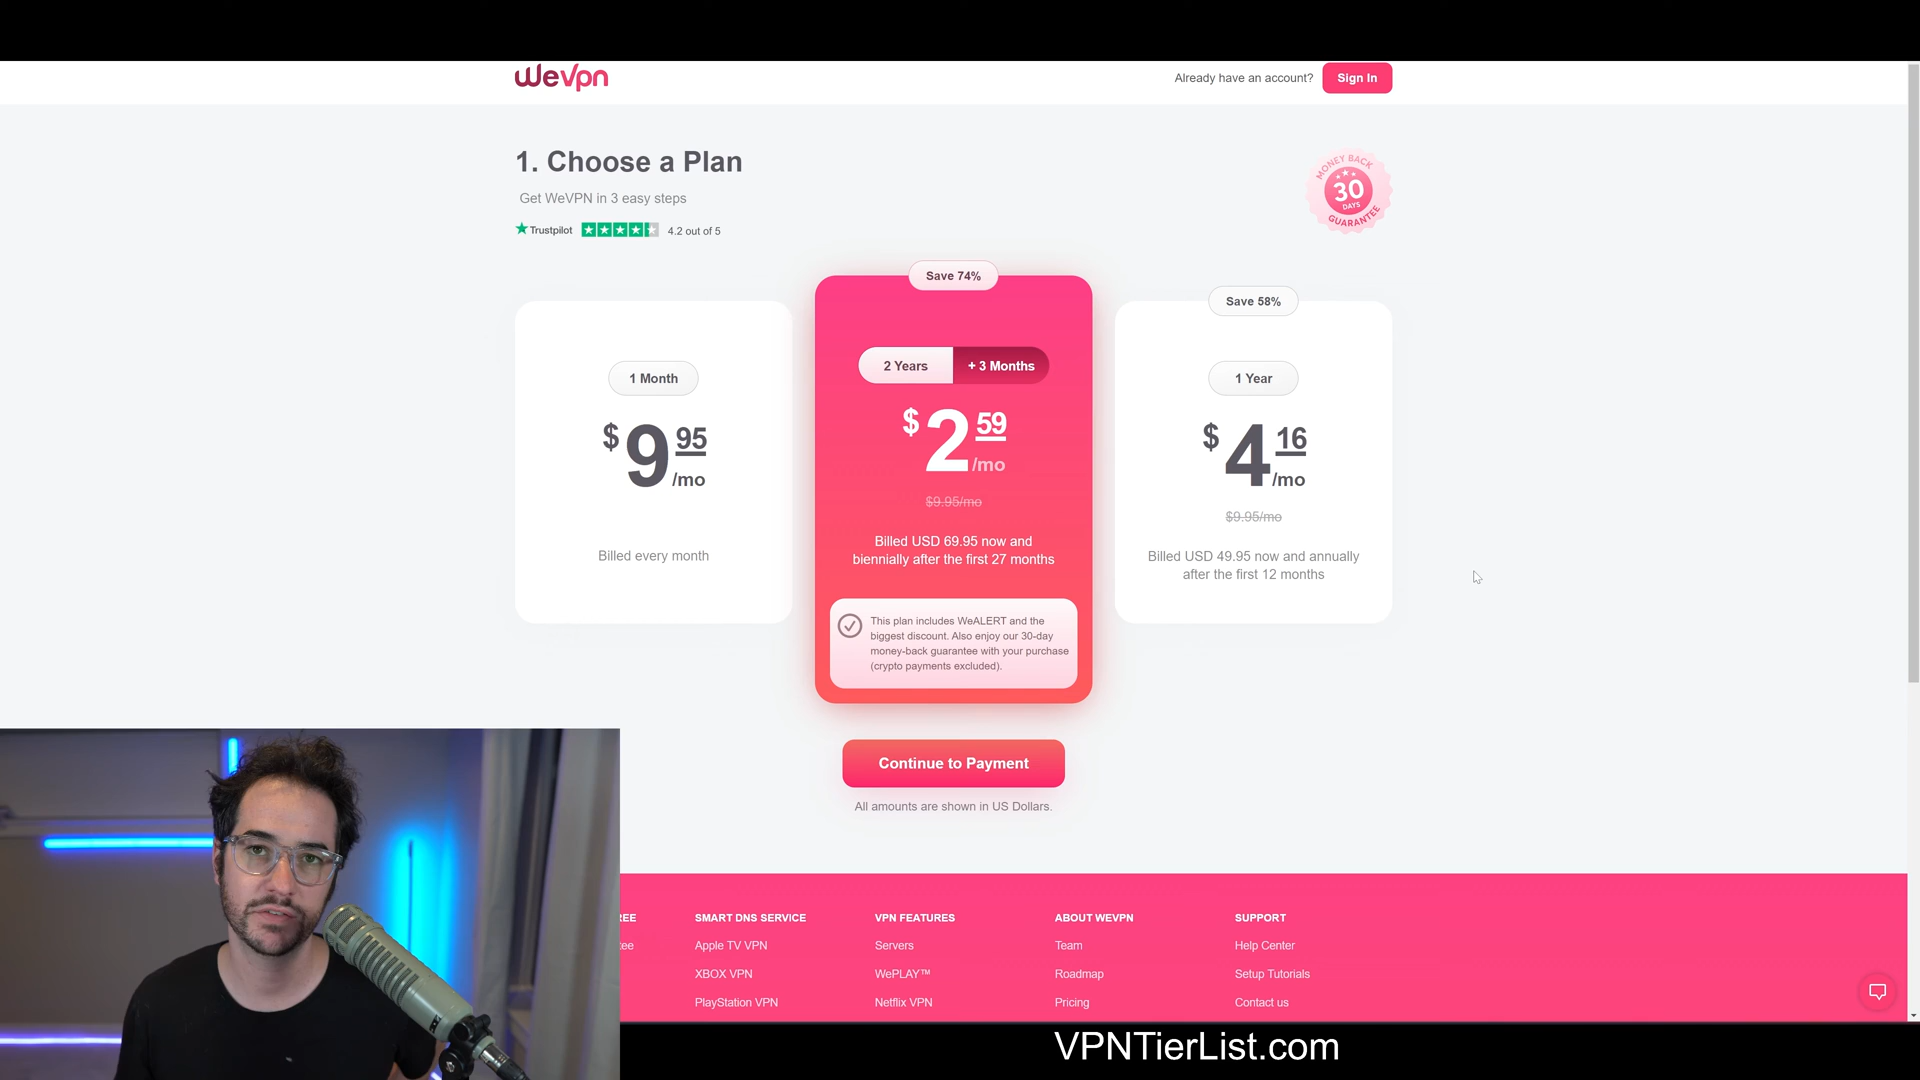 WeVpn
Already have an account?
Sign In
1. Choose a Plan
Get WeVPN in 3 easy steps
Trustpilot
4.2 out of 5
MONEY BACK
30
DAYS
GUARANTEE
1 Month
$9 95
/mo
Billed every month
Save 74%
2 Years
+ 3 Months
$2 59
/mo
$9.95/mo
Billed USD 69.95 now and
biennially after the first 27 months
This plan includes WeALERT and the
biggest discount. Also enjoy our 30-day
money-back guarantee with your purchase
(crypto payments excluded).
Save 58%
1 Year
$4 16
/mo
$9.95/mo
Billed USD 49.95 now and annually
after the first 12 months
Continue to Payment
All amounts are shown in US Dollars.
SMART DNS SERVICE
Apple TV VPN
XBOX VPN
PlayStation VPN
VPN FEATURES
Servers
WePLAY™
Netflix VPN
ABOUT WEVPN
Team
Roadmap
Pricing
SUPPORT
Help Center
Setup Tutorials
Contact us
VPNTierList.com